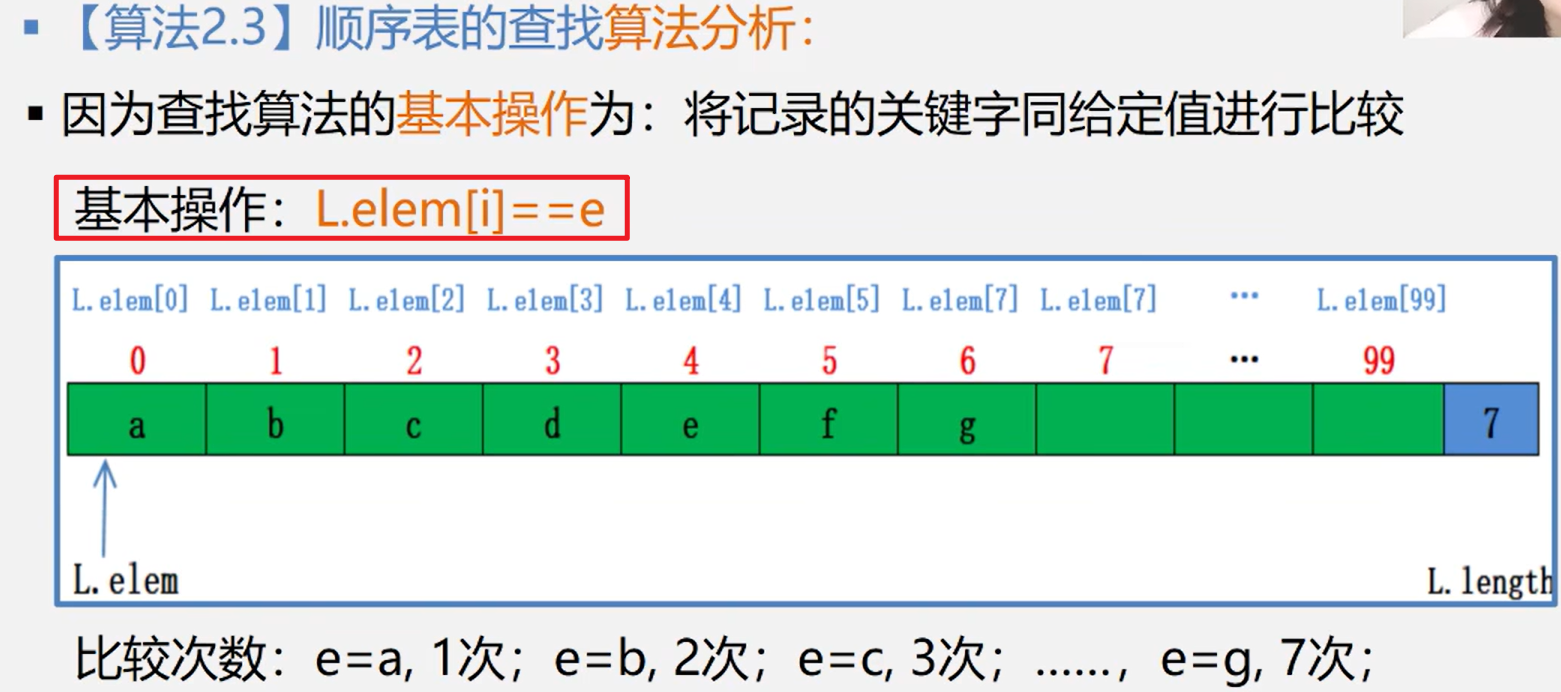 ▪【算法2.3】顺序表的查找算法分析：
▪ 因为查找算法的基本操作为：将记录的关键字同给定值进行比较
基本操作：L.elem[i]==e
L.elem[0] L.elem[1] L.elem[2] L.elem[3] L.elem[4] L.elem[5] L.elem[7] L.elem[7] … L.elem[99]
0 1 2 3 4 5 6 7 … 99
a b c d e f g 7
L.elem L.length
比较次数：e=a, 1次；e=b, 2次；e=c, 3次；……，e=g, 7次；